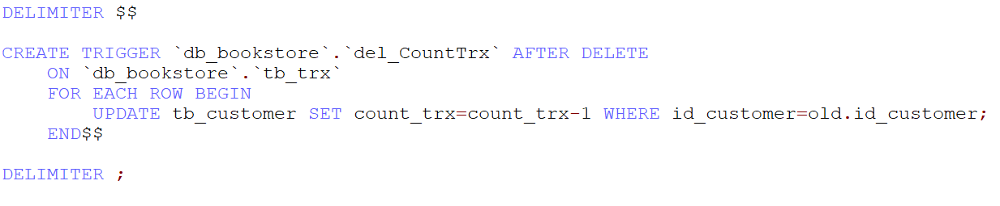 DELIMITER $$
CREATE TRIGGER `db_bookstore`.`del_CountTrx` AFTER DELETE
ON `db_bookstore`.`tb_trx`
FOR EACH ROW BEGIN
UPDATE tb_customer SET count_trx=count_trx-1 WHERE id_customer=old.id_customer;
END$$
DELIMITER ;